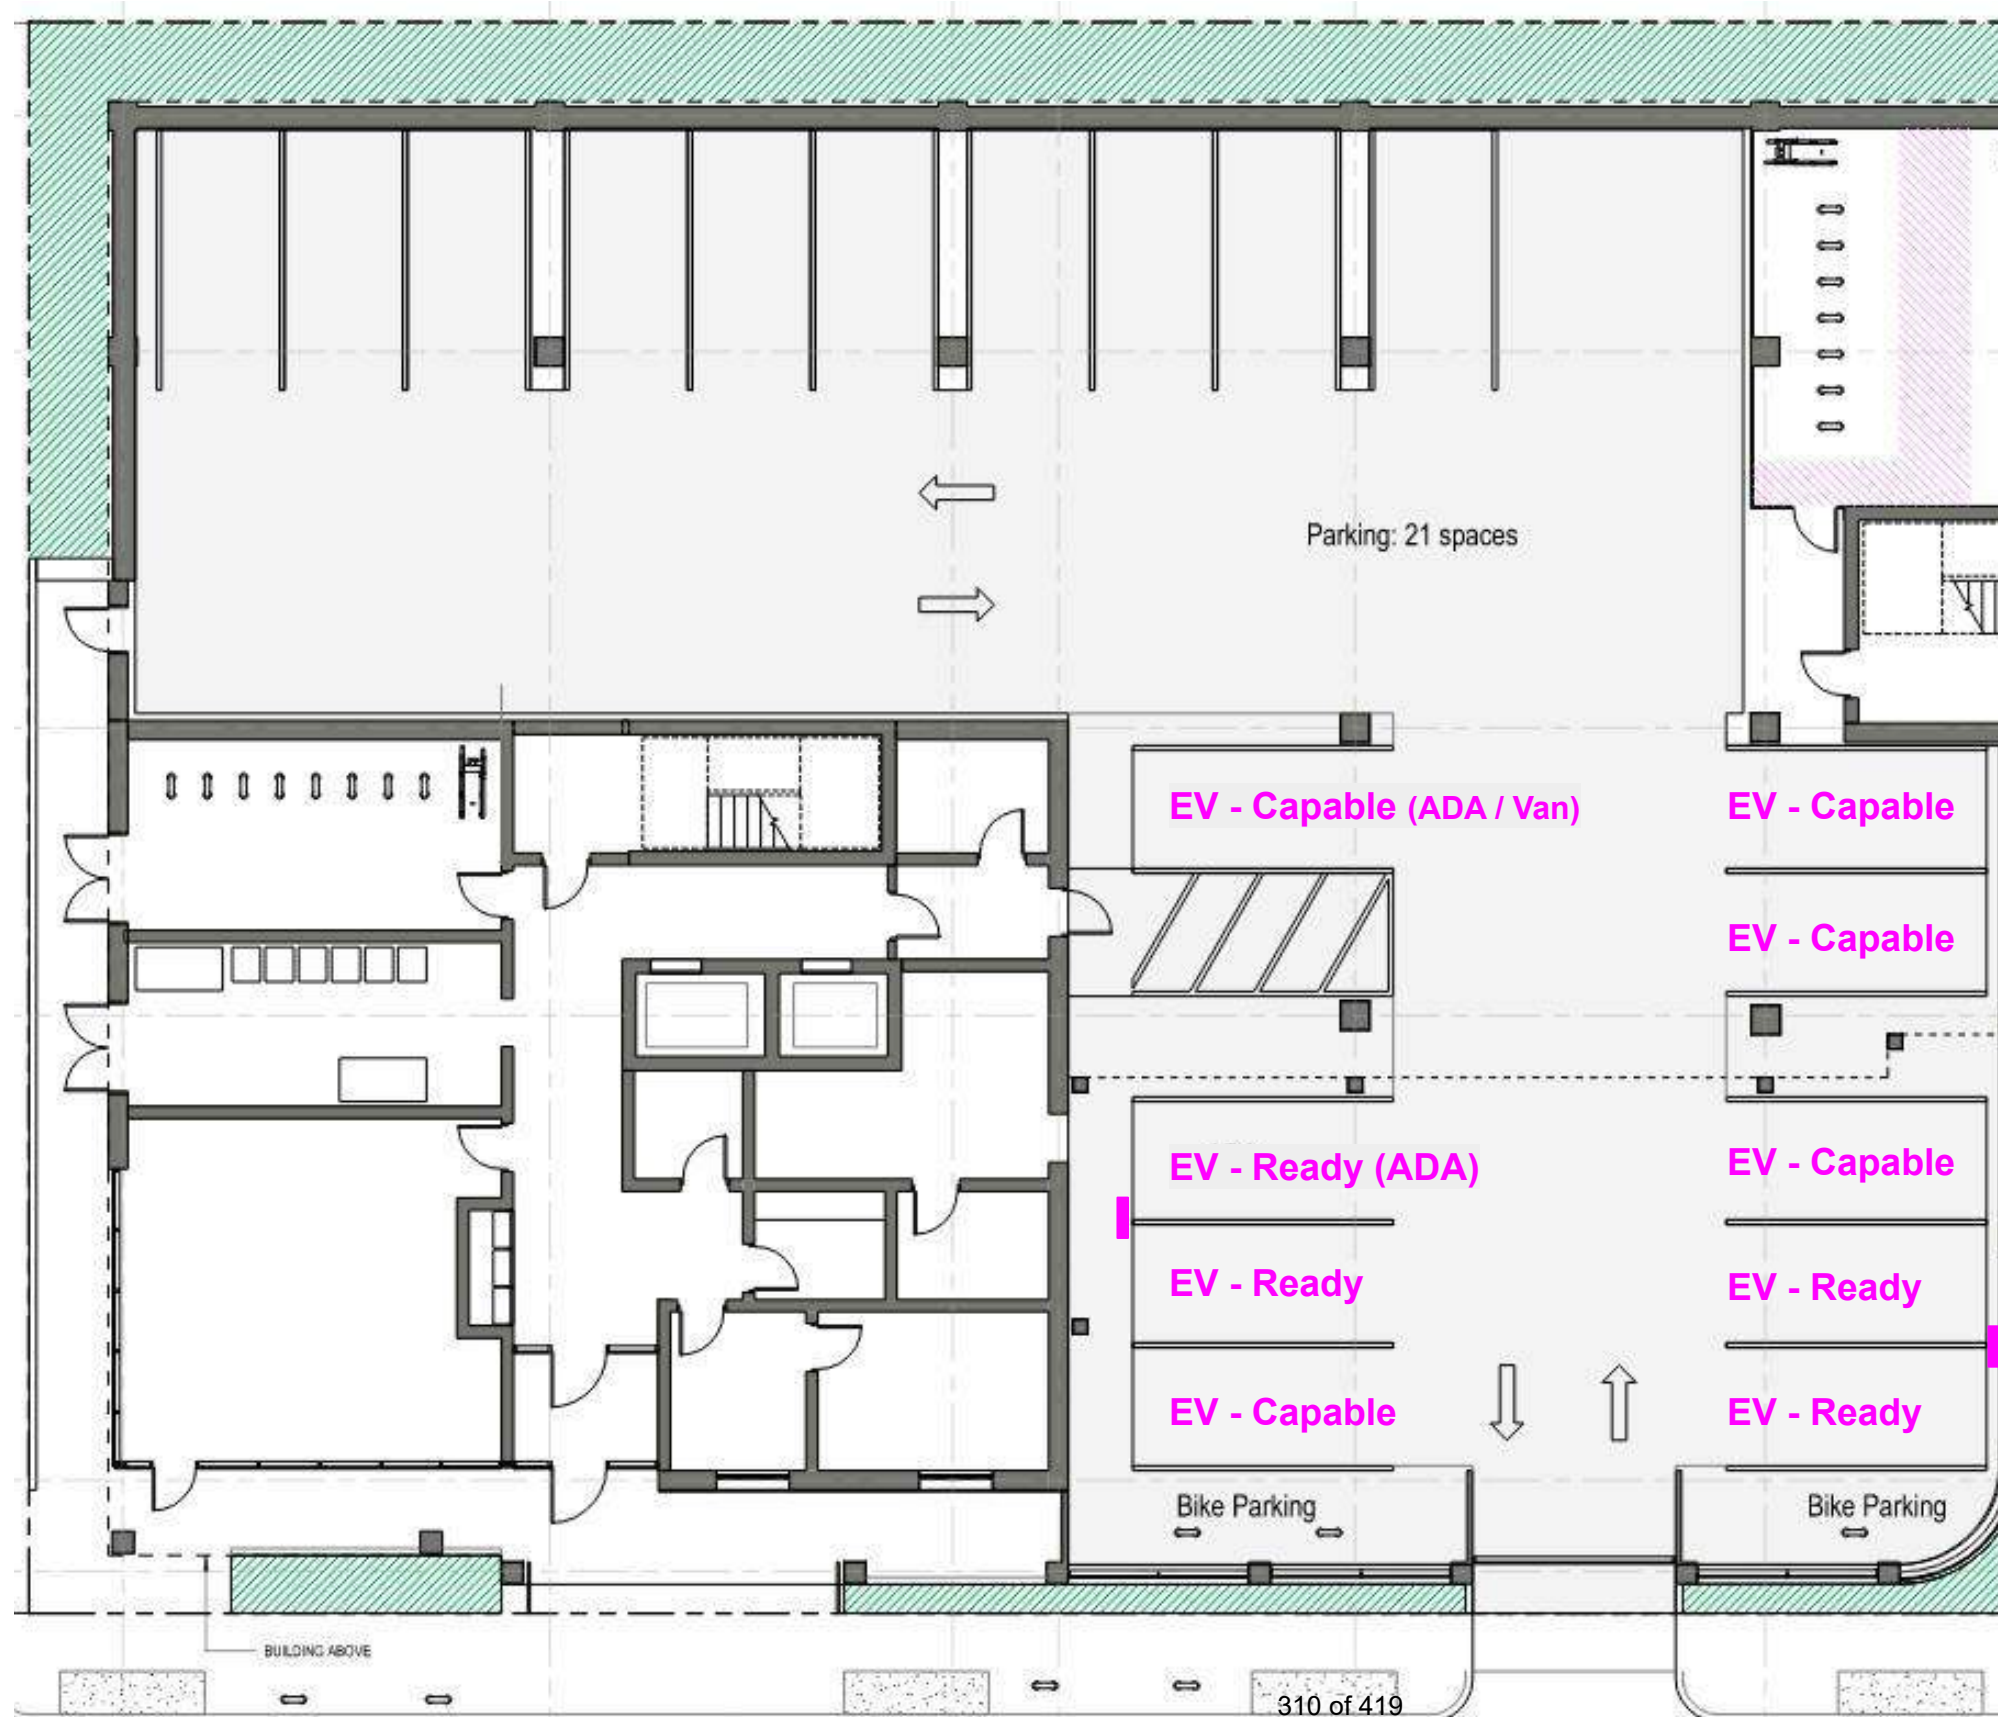 Parking: 21 spaces
EV - Capable (ADA / Van)
EV - Capable
EV - Capable
EV - Ready (ADA)
EV - Capable
EV - Ready
EV - Ready
EV - Capable
EV - Ready
Bike Parking
Bike Parking
BUILDING ABOVE
310 of 419